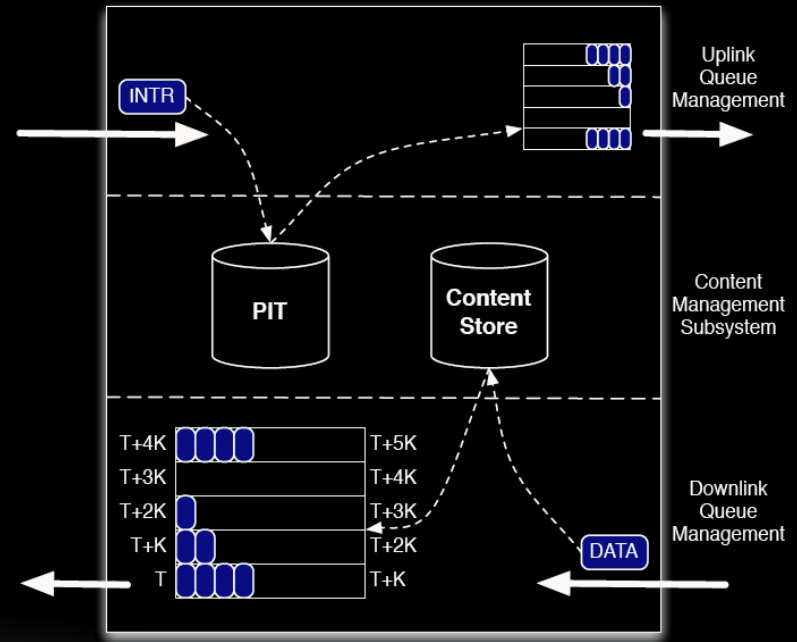 INTR
Uplink
Queue
Management
PIT
Content
Store
Content
Management
Subsystem
T+4K
T+5K
T+3K
T+4K
T+2K
T+3K
T+K
T+2K
T
T+K
DATA
Downlink
Queue
Management